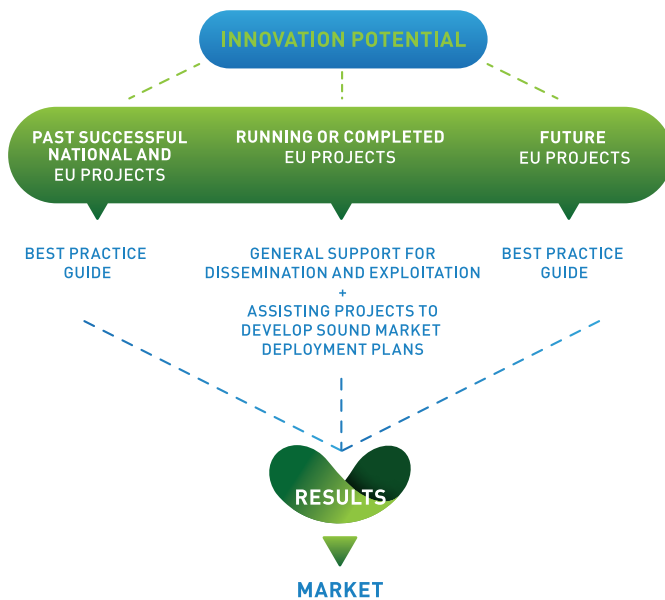 INNOVATION POTENTIAL
PAST SUCCESSFUL
NATIONAL AND
EU PROJECTS
RUNNING OR COMPLETED
EU PROJECTS
FUTURE
EU PROJECTS
BEST PRACTICE
GUIDE
GENERAL SUPPORT FOR
DISSEMINATION AND EXPLOITATION
+
ASSISTING PROJECTS TO
DEVELOP SOUND MARKET
DEPLOYMENT PLANS
BEST PRACTICE
GUIDE
RESULTS
MARKET